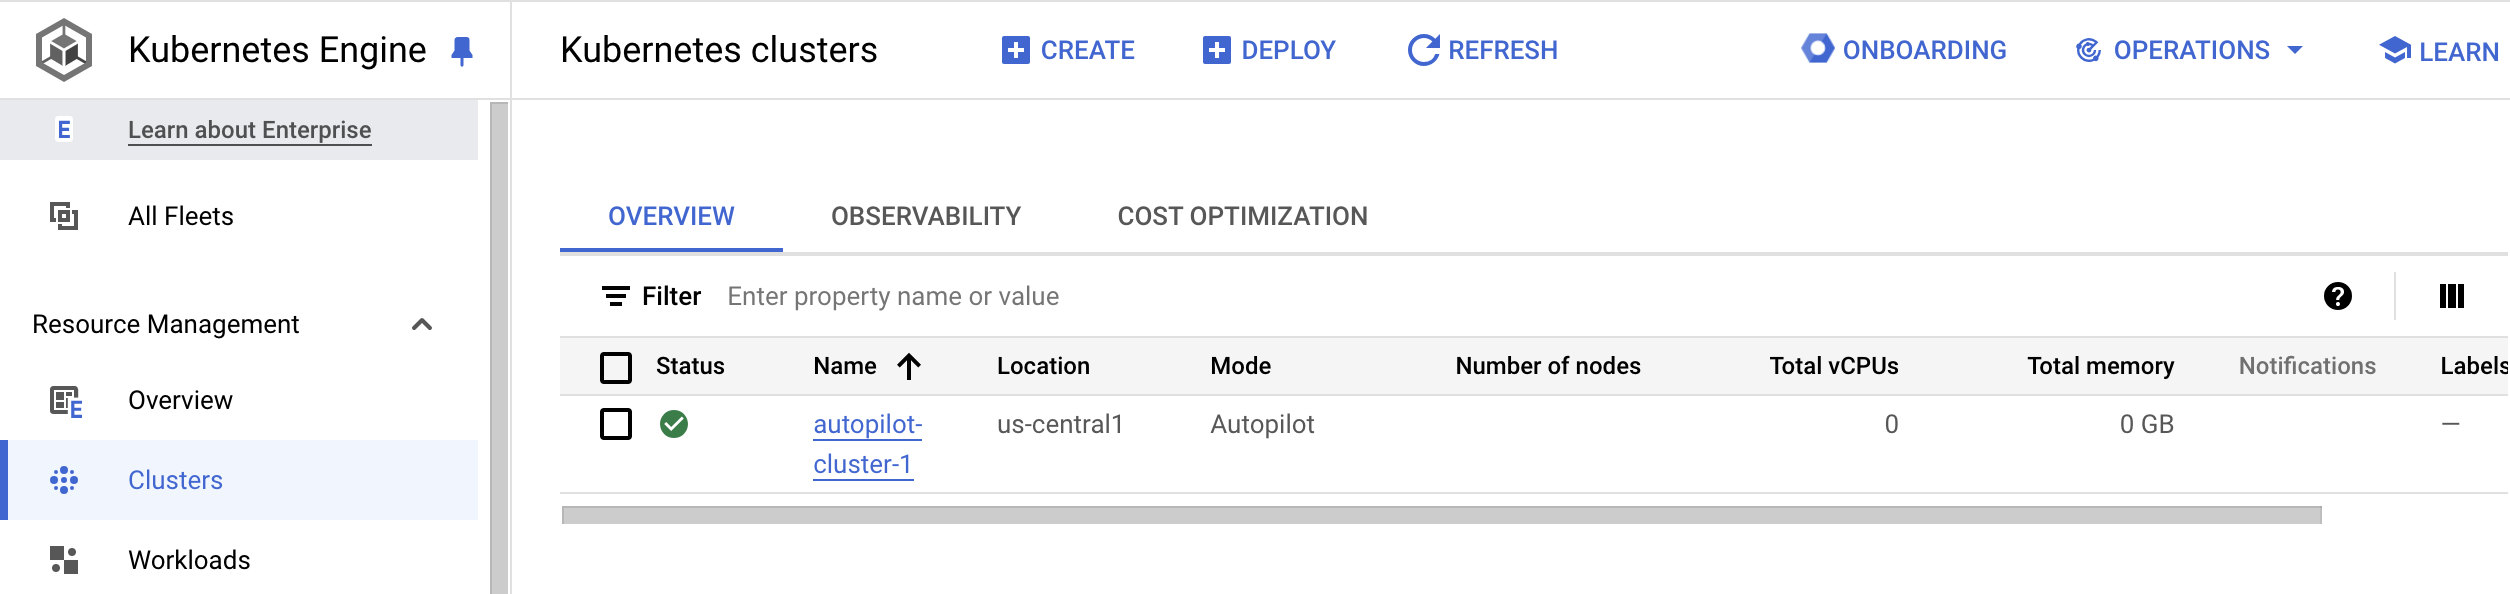 Kubernetes Engine
Kubernetes clusters
CREATE
DEPLOY
REFRESH
ONBOARDING
OPERATIONS
LEARN
E Learn about Enterprise
All Fleets
Resource Management
E Overview
Clusters
Workloads
OVERVIEW
OBSERVABILITY
COST OPTIMIZATION
Filter Enter property name or value
?
Status Name Location Mode Number of nodes Total vCPUs Total memory Notifications Labels
autopilot- us-central1 Autopilot 0 0 GB —
cluster-1